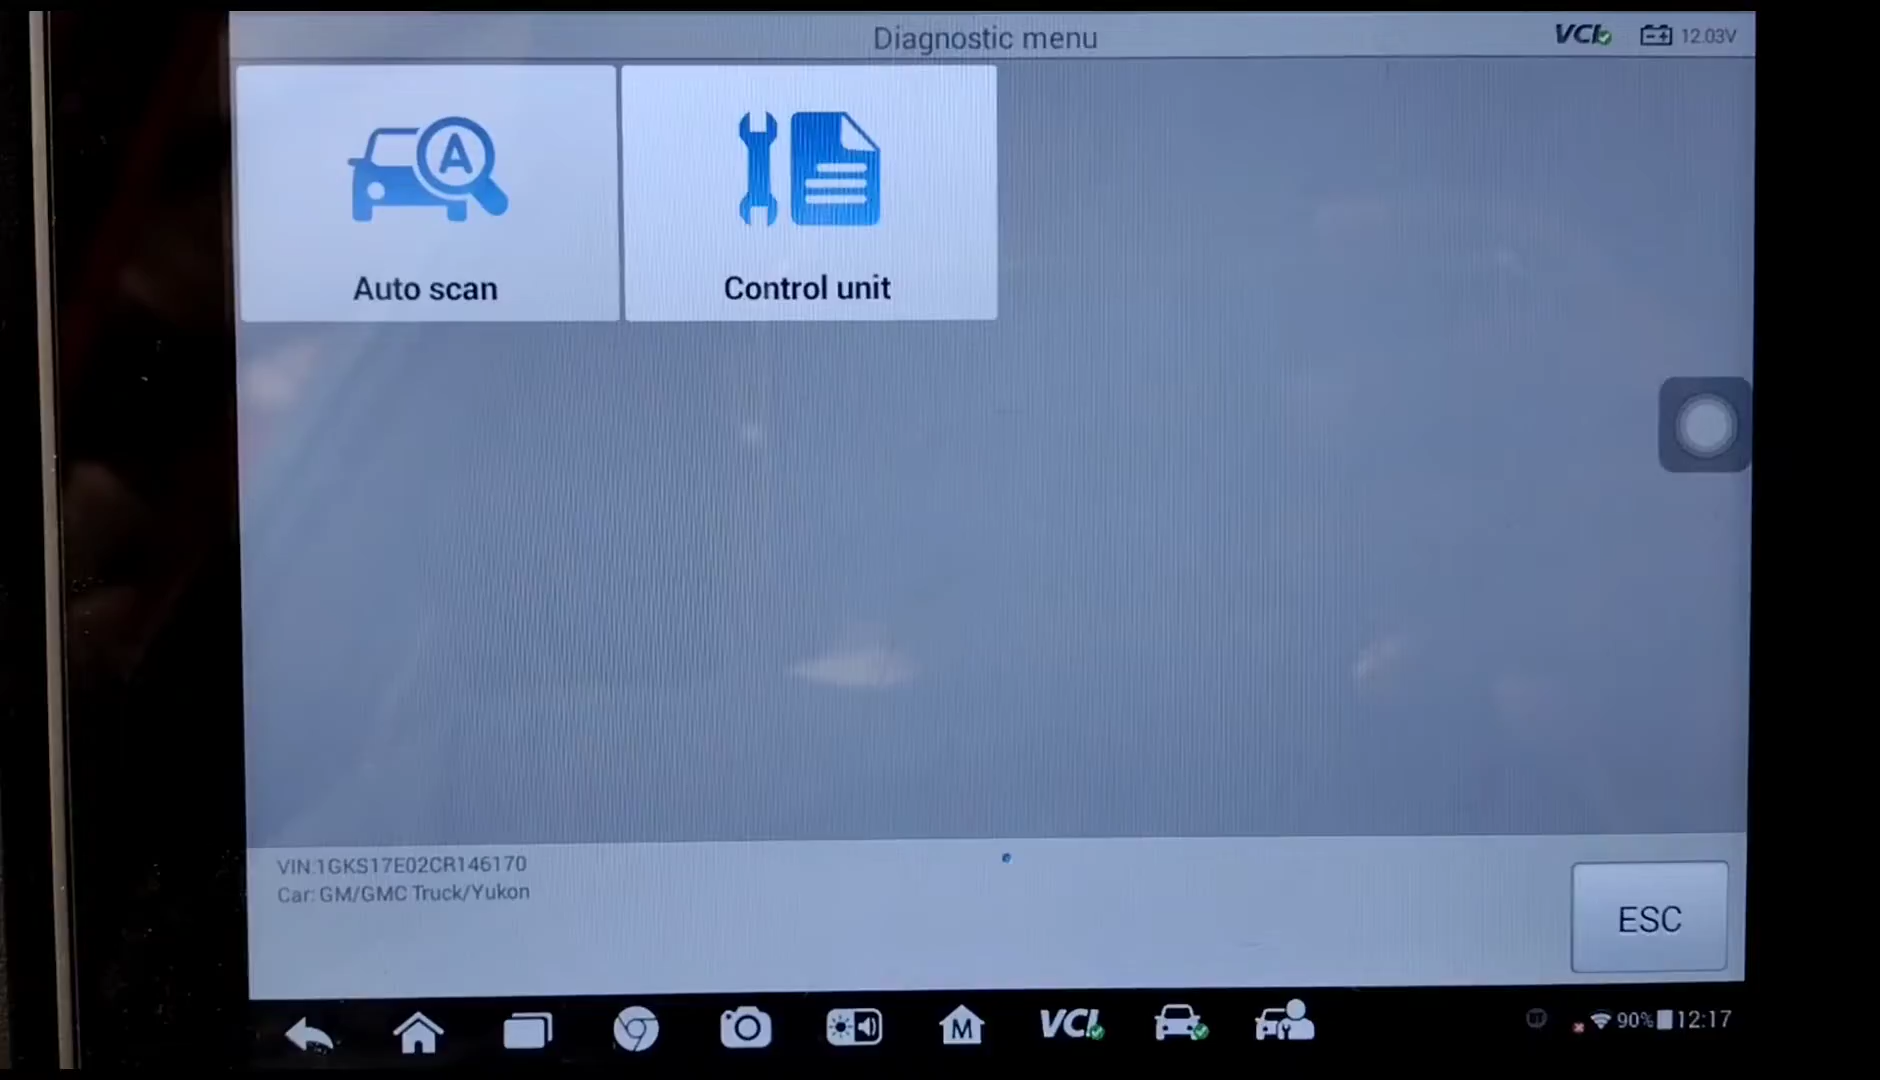 Diagnostic menu
VCI
12.03V
A
Auto scan
Control unit
VIN:1GKS17E02CR146170
Car: GM/GMC Truck/Yukon
ESC
M
VCI
90%
12:17